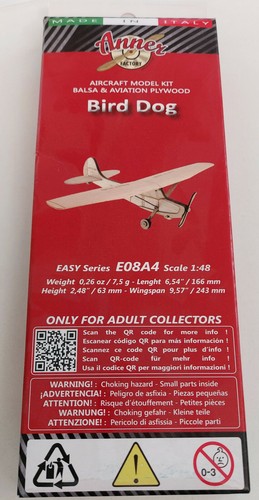 MADE IN ITALY
Annex
FACTORY
AIRCRAFT MODEL KIT
BALSA & AVIATION PLYWOOD
Bird Dog
EASY Series E08A4 Scale 1:48
Weight 0,26 oz / 7,5 g - Lenght 6,54" / 166 mm
Height 2,48" / 63 mm - Wingspan 9,57" / 243 mm
ONLY FOR ADULT COLLECTORS
Scan the QR code for more info !
Escanear código QR para más información !
Scannez ce code QR pour plus d'info !
Scan QR-code für mehr info !
Usa il codice QR per maggiori informazioni !
WARNING! : Choking hazard - Small parts inside
¡ADVERTENCIA!: Peligro de asfixia - Piezas pequeñas
ATTENTION! : Risque d'étouffement - Petites pièces
WARNUNG! : Choking gefahr - Kleine teile
ATTENZIONE! : Pericolo di asfissia - Piccole parti
0-3